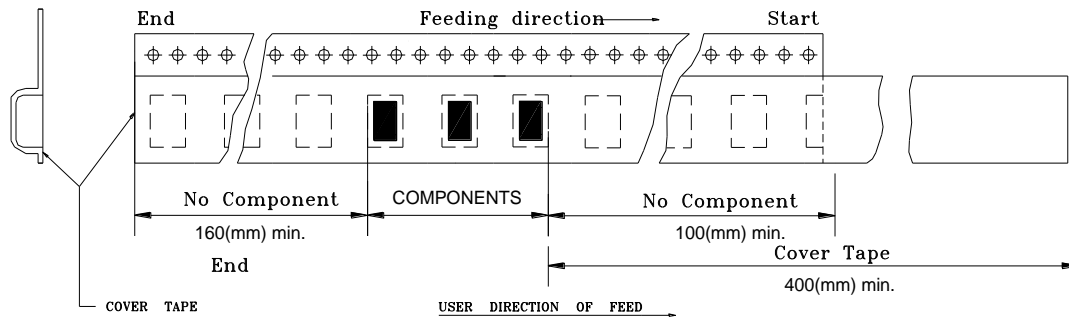 End
Feeding direction
Start
No Component
COMPONENTS
No Component
160(mm) min.
100(mm) min.
End
Cover Tape
400(mm) min.
COVER TAPE
USER DIRECTION OF FEED